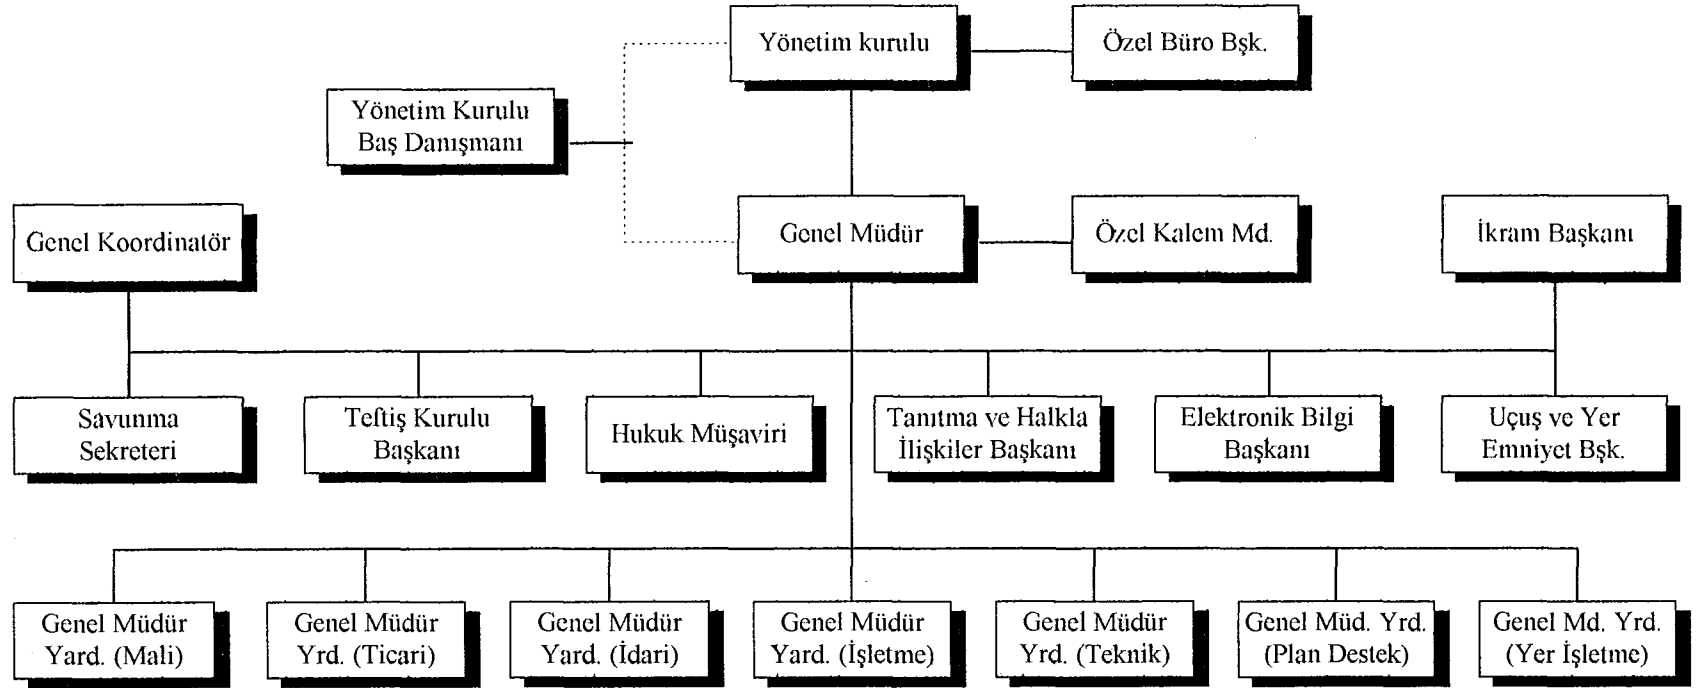 Yönetim kurulu
Özel Büro Bşk.
Yönetim Kurulu
Baş Danışmanı
Genel Koordinatör
Genel Müdür
Özel Kalem Md.
İkram Başkanı
Savunma
Sekreteri
Teftiş Kurulu
Başkanı
Hukuk Müşaviri
Tanıtma ve Halkla
İlişkiler Başkanı
Elektronik Bilgi
Başkanı
Uçuş ve Yer
Emniyet Bşk.
Genel Müdür
Yard. (Mali)
Genel Müdür
Yrd. (Ticari)
Genel Müdür
Yard. (İdari)
Genel Müdür
Yard. (İşletme)
Genel Müdür
Yrd. (Teknik)
Genel Müd. Yrd.
(Plan Destek)
Genel Md. Yrd.
(Yer İşletme)